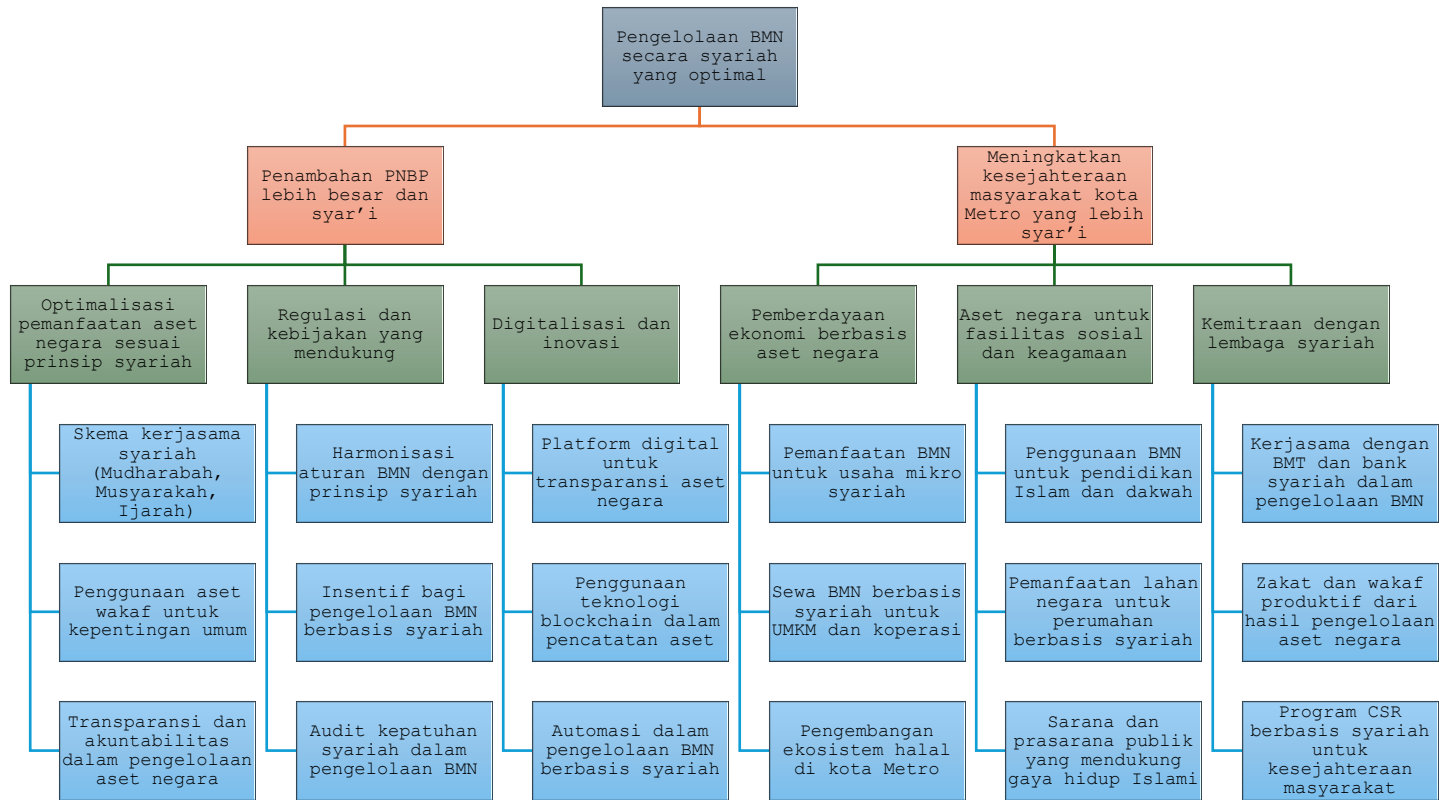 Pengelolaan BMN
secara syariah
yang optimal
Penambahan PNBP
lebih besar dan
syar’i
Meningkatkan
kesejahteraan
masyarakat kota
Metro yang lebih
syar’i
Optimalisasi
pemanfaatan aset
negara sesuai
prinsip syariah
Regulasi dan
kebijakan yang
mendukung
Digitalisasi dan
inovasi
Pemberdayaan
ekonomi berbasis
aset negara
Aset negara untuk
fasilitas sosial
dan keagamaan
Kemitraan dengan
lembaga syariah
Skema kerjasama
syariah
(Mudharabah,
Musyarakah,
Ijarah)
Harmonisasi
aturan BMN dengan
prinsip syariah
Platform digital
untuk
transparansi aset
negara
Pemanfaatan BMN
untuk usaha mikro
syariah
Penggunaan BMN
untuk pendidikan
Islam dan dakwah
Kerjasama dengan
BMT dan bank
syariah dalam
pengelolaan BMN
Penggunaan aset
wakaf untuk
kepentingan umum
Insentif bagi
pengelolaan BMN
berbasis syariah
Penggunaan
teknologi
blockchain dalam
pencatatan aset
Sewa BMN berbasis
syariah untuk
UMKM dan koperasi
Pemanfaatan lahan
negara untuk
perumahan
berbasis syariah
Zakat dan wakaf
produktif dari
hasil pengelolaan
aset negara
Transparansi dan
akuntabilitas
dalam pengelolaan
aset negara
Audit kepatuhan
syariah dalam
pengelolaan BMN
Automasi dalam
pengelolaan BMN
berbasis syariah
Pengembangan
ekosistem halal
di kota Metro
Sarana dan
prasarana publik
yang mendukung
gaya hidup Islami
Program CSR
berbasis syariah
untuk
kesejahteraan
masyarakat